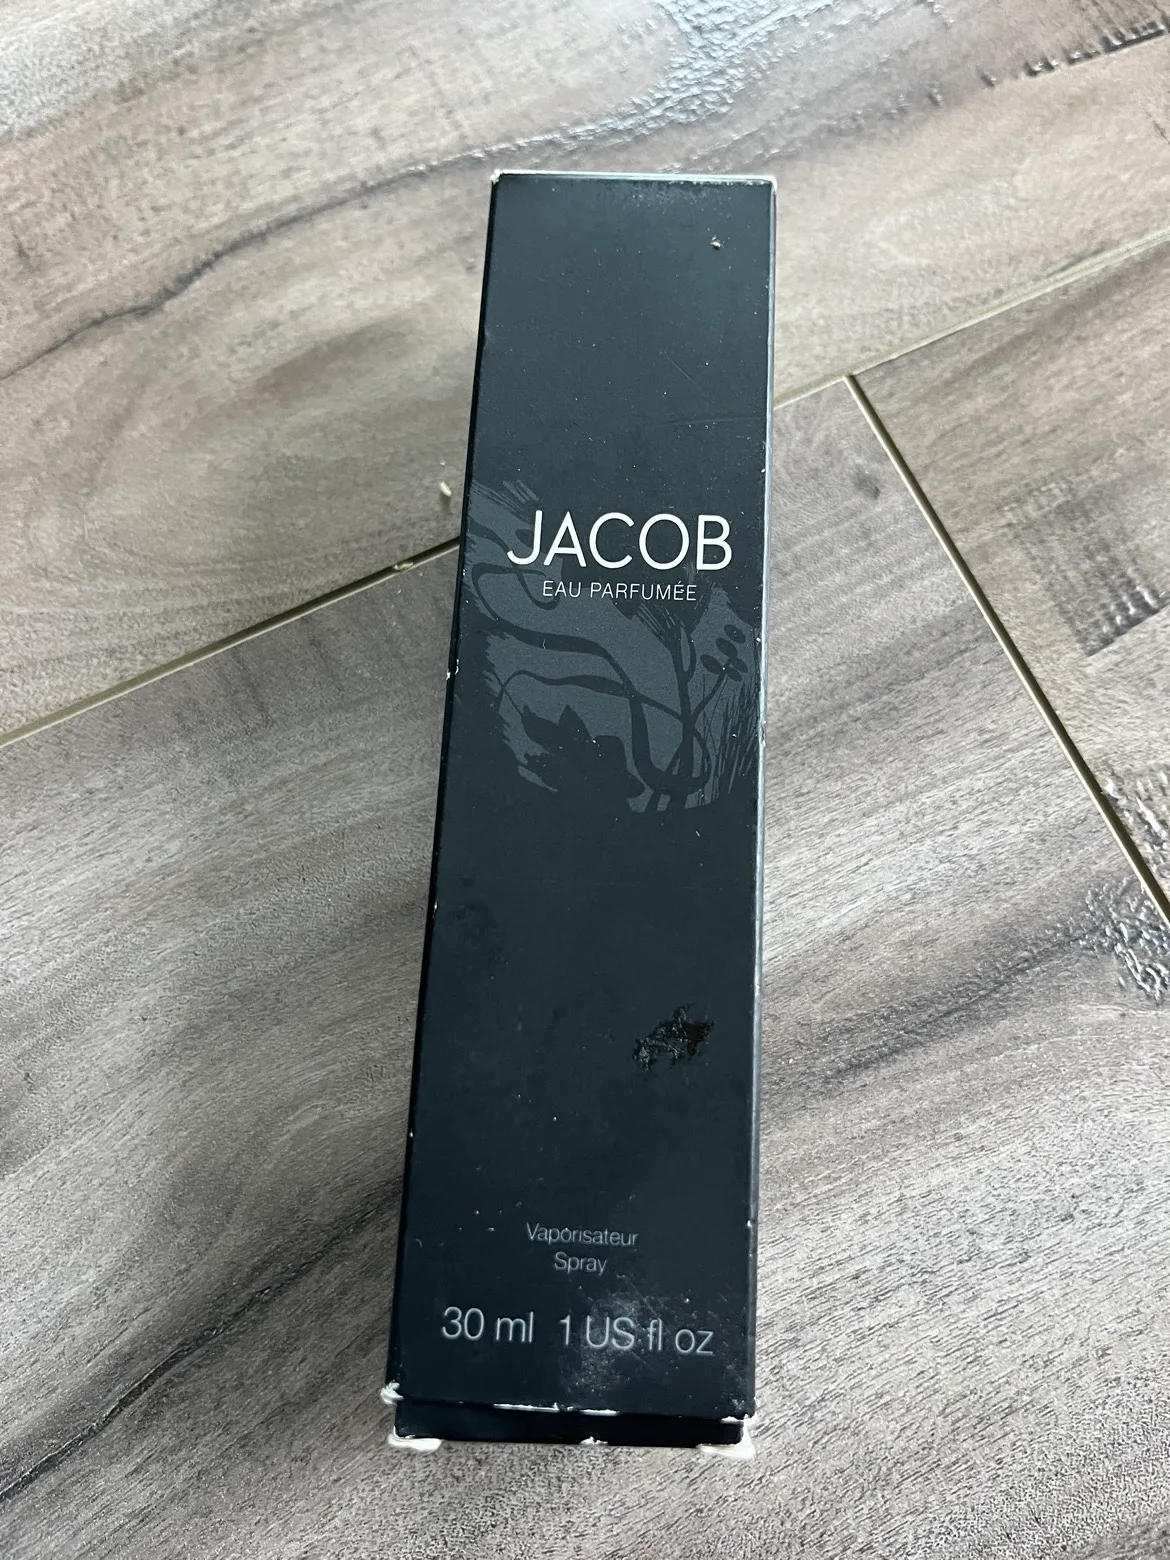 JACOB
EAU PARFUMÉE
Vaporisateur
Spray
30 ml 1 US fl oz